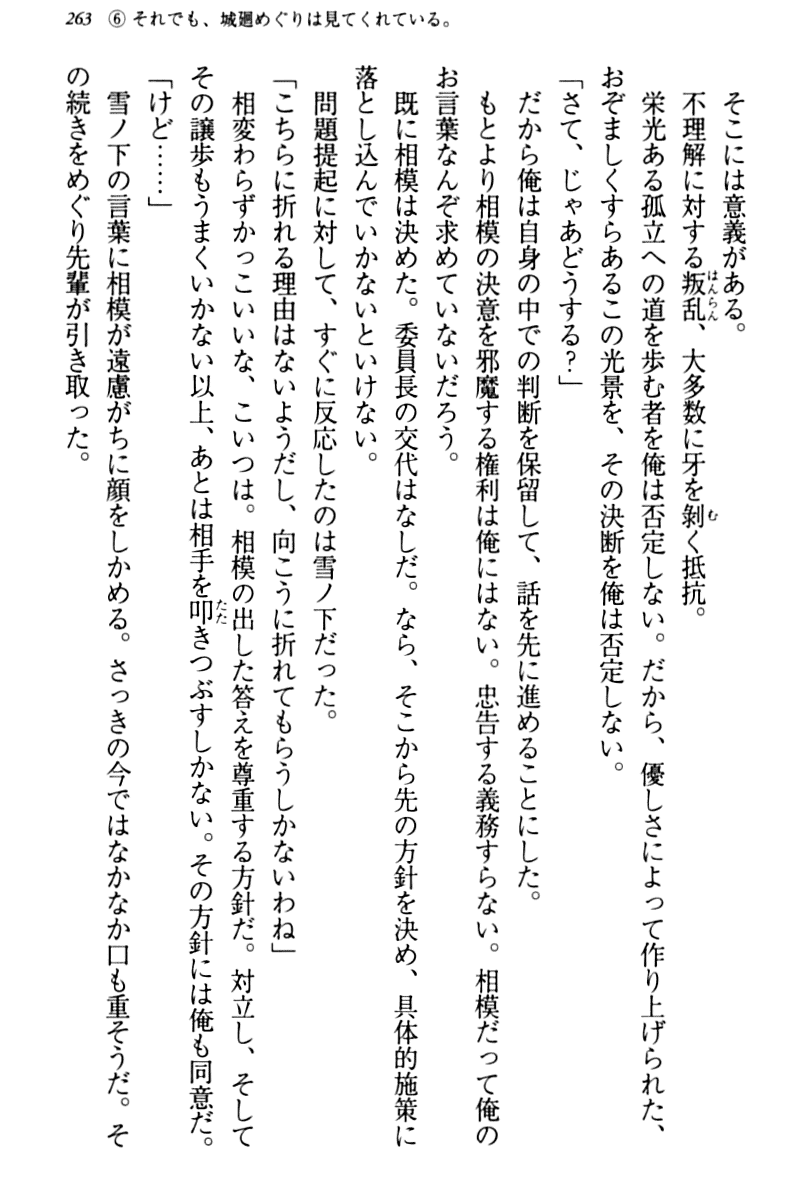 263 ⑥ それでも、城廻めぐりは見てくれている。
そこには意義がある。
不理解に対する叛乱、大多数に牙を剝く抵抗。
栄光ある孤立への道を歩む者を俺は否定しない。だから、優しさによって作り上げられた、
おぞましくすらあるこの光景を、その決断を俺は否定しない。
「さて、じゃあどうする？」
だから俺は自身の中での判断を保留して、話を先に進めることにした。
もとより相模の決意を邪魔する権利は俺にはない。忠告する義務すらない。相模だって俺の
お言葉なんぞ求めていないだろう。
既に相模は決めた。委員長の交代はなしだ。なら、そこから先の方針を決め、具体的施策に
落とし込んでいかないといけない。
問題提起に対して、すぐに反応したのは雪ノ下だった。
「こちらに折れる理由はないようだし、向こうに折れてもらうしかないわね」
相変わらずかっこいいな、こいつは。相模の出した答えを尊重する方針だ。対立し、そして
その譲歩もうまくいかない以上、あとは相手を叩きつぶすしかない。その方針には俺も同意だ。
「けど……」
雪ノ下の言葉に相模が遠慮がちに顔をしかめる。さっきの今ではなかなか口も重そうだ。そ
の続きをめぐり先輩が引き取った。